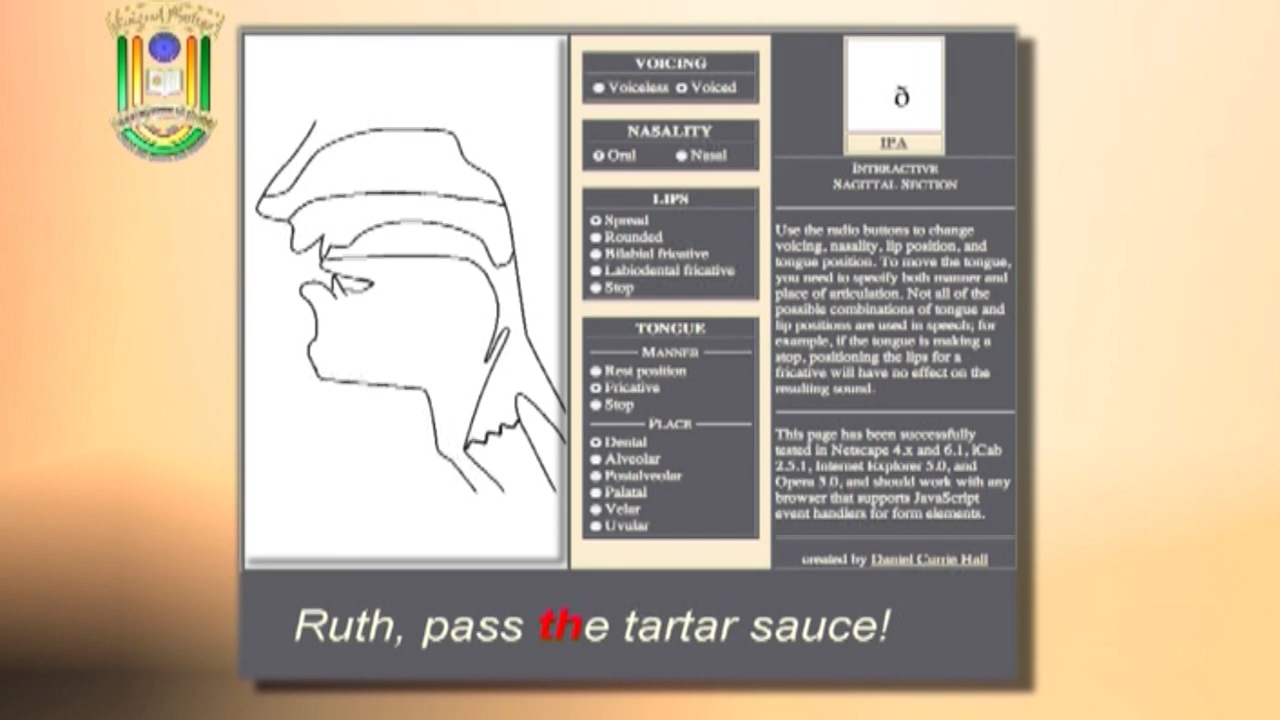 VOICING
Voiceless Voiced
NASALITY
Oral Nasal
LIPS
Spread
Rounded
Bilabial fricative
Labiodental fricative
Stop
TONGUE
MANNER
Rest position
Fricative
Stop
PLACE
Dental
Alveolar
Postalveolar
Palatal
Velar
Uvular
ð
IPA
INTERACTIVE
SAGITTAL SECTION
Use the radio buttons to change
voicing, nasality, lip position, and
tongue position. To move the tongue,
you need to specify both manner and
place of articulation. Not all of the
possible combinations of tongue and
lip positions are used in speech; for
example, if the tongue is making a
stop, positioning the lips for a
fricative will have no effect on the
resulting sound.
This page has been successfully
tested in Netscape 4.x and 6.1, iCab
2.5.1, Internet Explorer 5.0, and
Opera 5.0, and should work with any
browser that supports JavaScript
event handlers for form elements.
created by Daniel Currie Hall
Ruth, pass the tartar sauce!